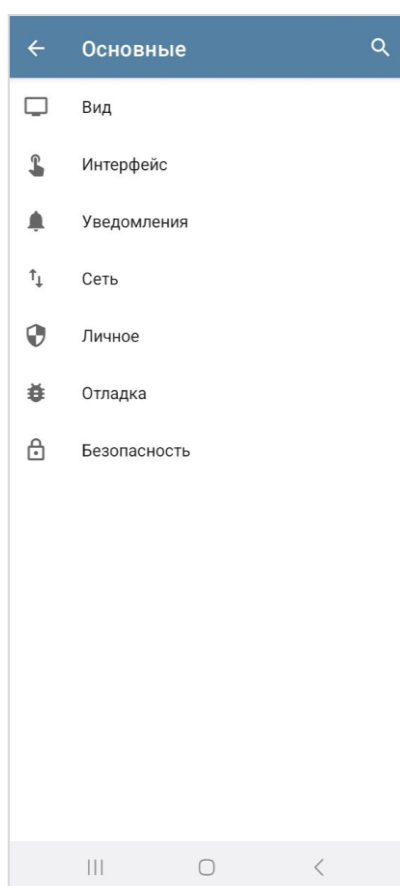 Основные
Вид
Интерфейс
Уведомления
Сеть
Личное
Отладка
Безопасность